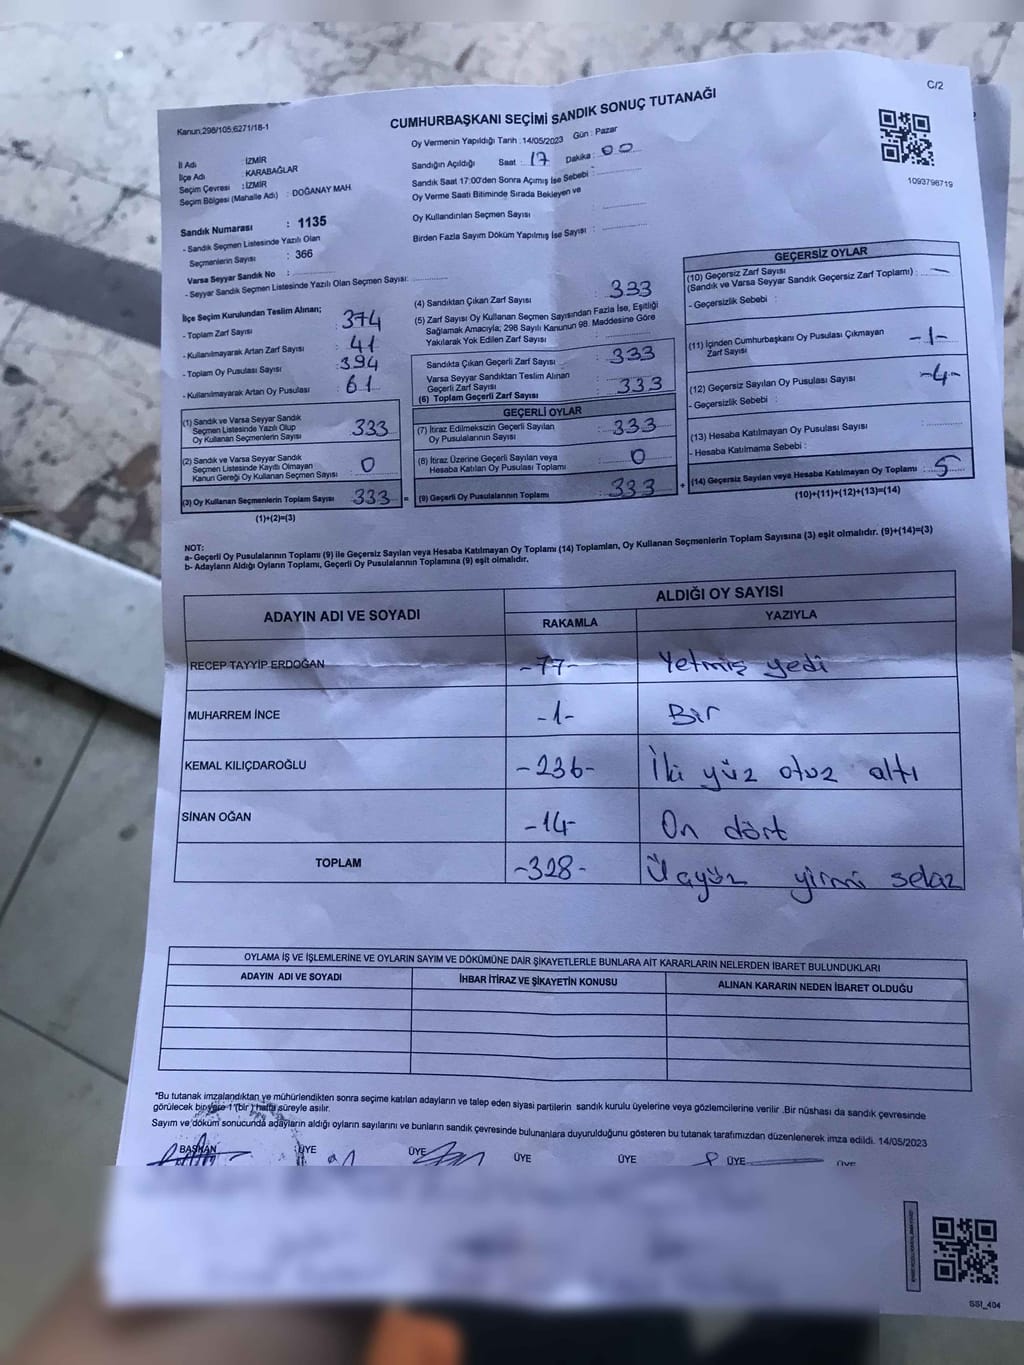 C/2
Kanun:298/105;6271/18-1
CUMHURBAŞKANI SEÇİMİ SANDIK SONUÇ TUTANAĞI
Oy Vermenin Yapıldığı Tarih : 14/05/2023 Gün : Pazar
İl Adı : İZMİR
İlçe Adı : KARABAĞLAR
Seçim Çevresi : İZMİR
Seçim Bölgesi (Mahalle Adı) : DOĞANAY MAH.
Sandığın Açıldığı Saat : 17 Dakika : 00
Sandık Saat 17:00'den Sonra Açımış İse Sebebi :
Oy Verme Saati Bitiminde Sırada Bekleyen ve
Oy Kullandırılan Seçmen Sayısı :
Birden Fazla Sayım Döküm Yapılmış İse Sayısı :
1093796719
Sandık Numarası : 1135
- Sandık Seçmen Listesinde Yazılı Olan
Seçmenlerin Sayısı : 366
Varsa Seyyar Sandık No :
- Seyyar Sandık Seçmen Listesinde Yazılı Olan Seçmen Sayısı:
İlçe Seçim Kurulundan Teslim Alınan;
- Toplam Zarf Sayısı : 374
- Kullanılmayarak Artan Zarf Sayısı : 41
- Toplam Oy Pusulası Sayısı : 394
- Kullanılmayarak Artan Oy Pusulası : 61
(1) Sandık ve Varsa Seyyar Sandık
Seçmen Listesinde Yazılı Olup
Oy Kullanan Seçmenlerin Sayısı : 333
(2) Sandık ve Varsa Seyyar Sandık
Seçmen Listesinde Kayıtlı Olmayan
Kanun Gereği Oy Kullanan Seçmen Sayısı : 0
(3) Oy Kullanan Seçmenlerin Toplam Sayısı 333 =
(1)+(2)=(3)
(4) Sandıktan Çıkan Zarf Sayısı : 333
(5) Zarf Sayısı Oy Kullanan Seçmen Sayısından Fazla İse, Eşitliği
Sağlamak Amacıyla; 298 Sayılı Kanunun 98. Maddesine Göre
Yakılarak Yok Edilen Zarf Sayısı :
Sandıkta Çıkan Geçerli Zarf Sayısı : 333
Varsa Seyyar Sandıktan Teslim Alınan
Geçerli Zarf Sayısı :
(6) Toplam Geçerli Zarf Sayısı : 333
GEÇERLİ OYLAR
(7) İtiraz Edilmeksizin Geçerli Sayılan
Oy Pusulalarının Sayısı : 333
(8) İtiraz Üzerine Geçerli Sayılan veya
Hesaba Katılan Oy Pusulası Toplamı : 0
(9) Geçerli Oy Pusulalarının Toplamı : 333 +
GEÇERSİZ OYLAR
(10) Geçersiz Zarf Sayısı
(Sandık ve Varsa Seyyar Sandık Geçersiz Zarf Toplamı) : —
- Geçersizlik Sebebi :
(11) İçinden Cumhurbaşkanı Oy Pusulası Çıkmayan
Zarf Sayısı : -1-
(12) Geçersiz Sayılan Oy Pusulası Sayısı : -4-
- Geçersizlik Sebebi :
(13) Hesaba Katılmayan Oy Pusulası Sayısı :
- Hesaba Katılmama Sebebi :
(14) Geçersiz Sayılan veya Hesaba Katılmayan Oy Toplamı : 5
(10)+(11)+(12)+(13)=(14)
NOT:
a- Geçerli Oy Pusulalarının Toplamı (9) ile Geçersiz Sayılan veya Hesaba Katılmayan Oy Toplamı (14) Toplamları, Oy Kullanan Seçmenlerin Toplam Sayısına (3) eşit olmalıdır. (9)+(14)=(3)
b- Adayların Aldığı Oyların Toplamı, Geçerli Oy Pusulalarının Toplamına (9) eşit olmalıdır.
ADAYIN ADI VE SOYADI
ALDIĞI OY SAYISI
RAKAMLA YAZIYLA
RECEP TAYYİP ERDOĞAN -77- Yetmiş yedi
MUHARREM İNCE -1- Bir
KEMAL KILIÇDAROĞLU -236- İki yüz otuz altı
SİNAN OĞAN -14- On dört
TOPLAM -328- Üçyüz yirmi sekiz
OYLAMA İŞ VE İŞLEMLERİNE VE OYLARIN SAYIM VE DÖKÜMÜNE DAİR ŞİKAYETLERLE BUNLARA AİT KARARLARIN NELERDEN İBARET BULUNDUKLARI
ADAYIN ADI VE SOYADI İHBAR İTİRAZ VE ŞİKAYETİN KONUSU ALINAN KARARIN NEDEN İBARET OLDUĞU
*Bu tutanak imzalandıktan ve mühürlendikten sonra seçime katılan adayların ve talep eden siyasi partilerin sandık kurulu üyelerine veya gözlemcilerine verilir .Bir nüshası da sandık çevresinde
görülecek bir yere 1 (bir ) hafta süreyle asılır.
Sayım ve döküm sonucunda adayların aldığı oyların sayılarını ve bunların sandık çevresinde bulunanlara duyurulduğunu gösteren bu tutanak tarafımızdan düzenlenerek imza edildi. 14/05/2023
BAŞKAN ÜYE ÜYE ÜYE ÜYE ÜYE ÜYE
SSI_404